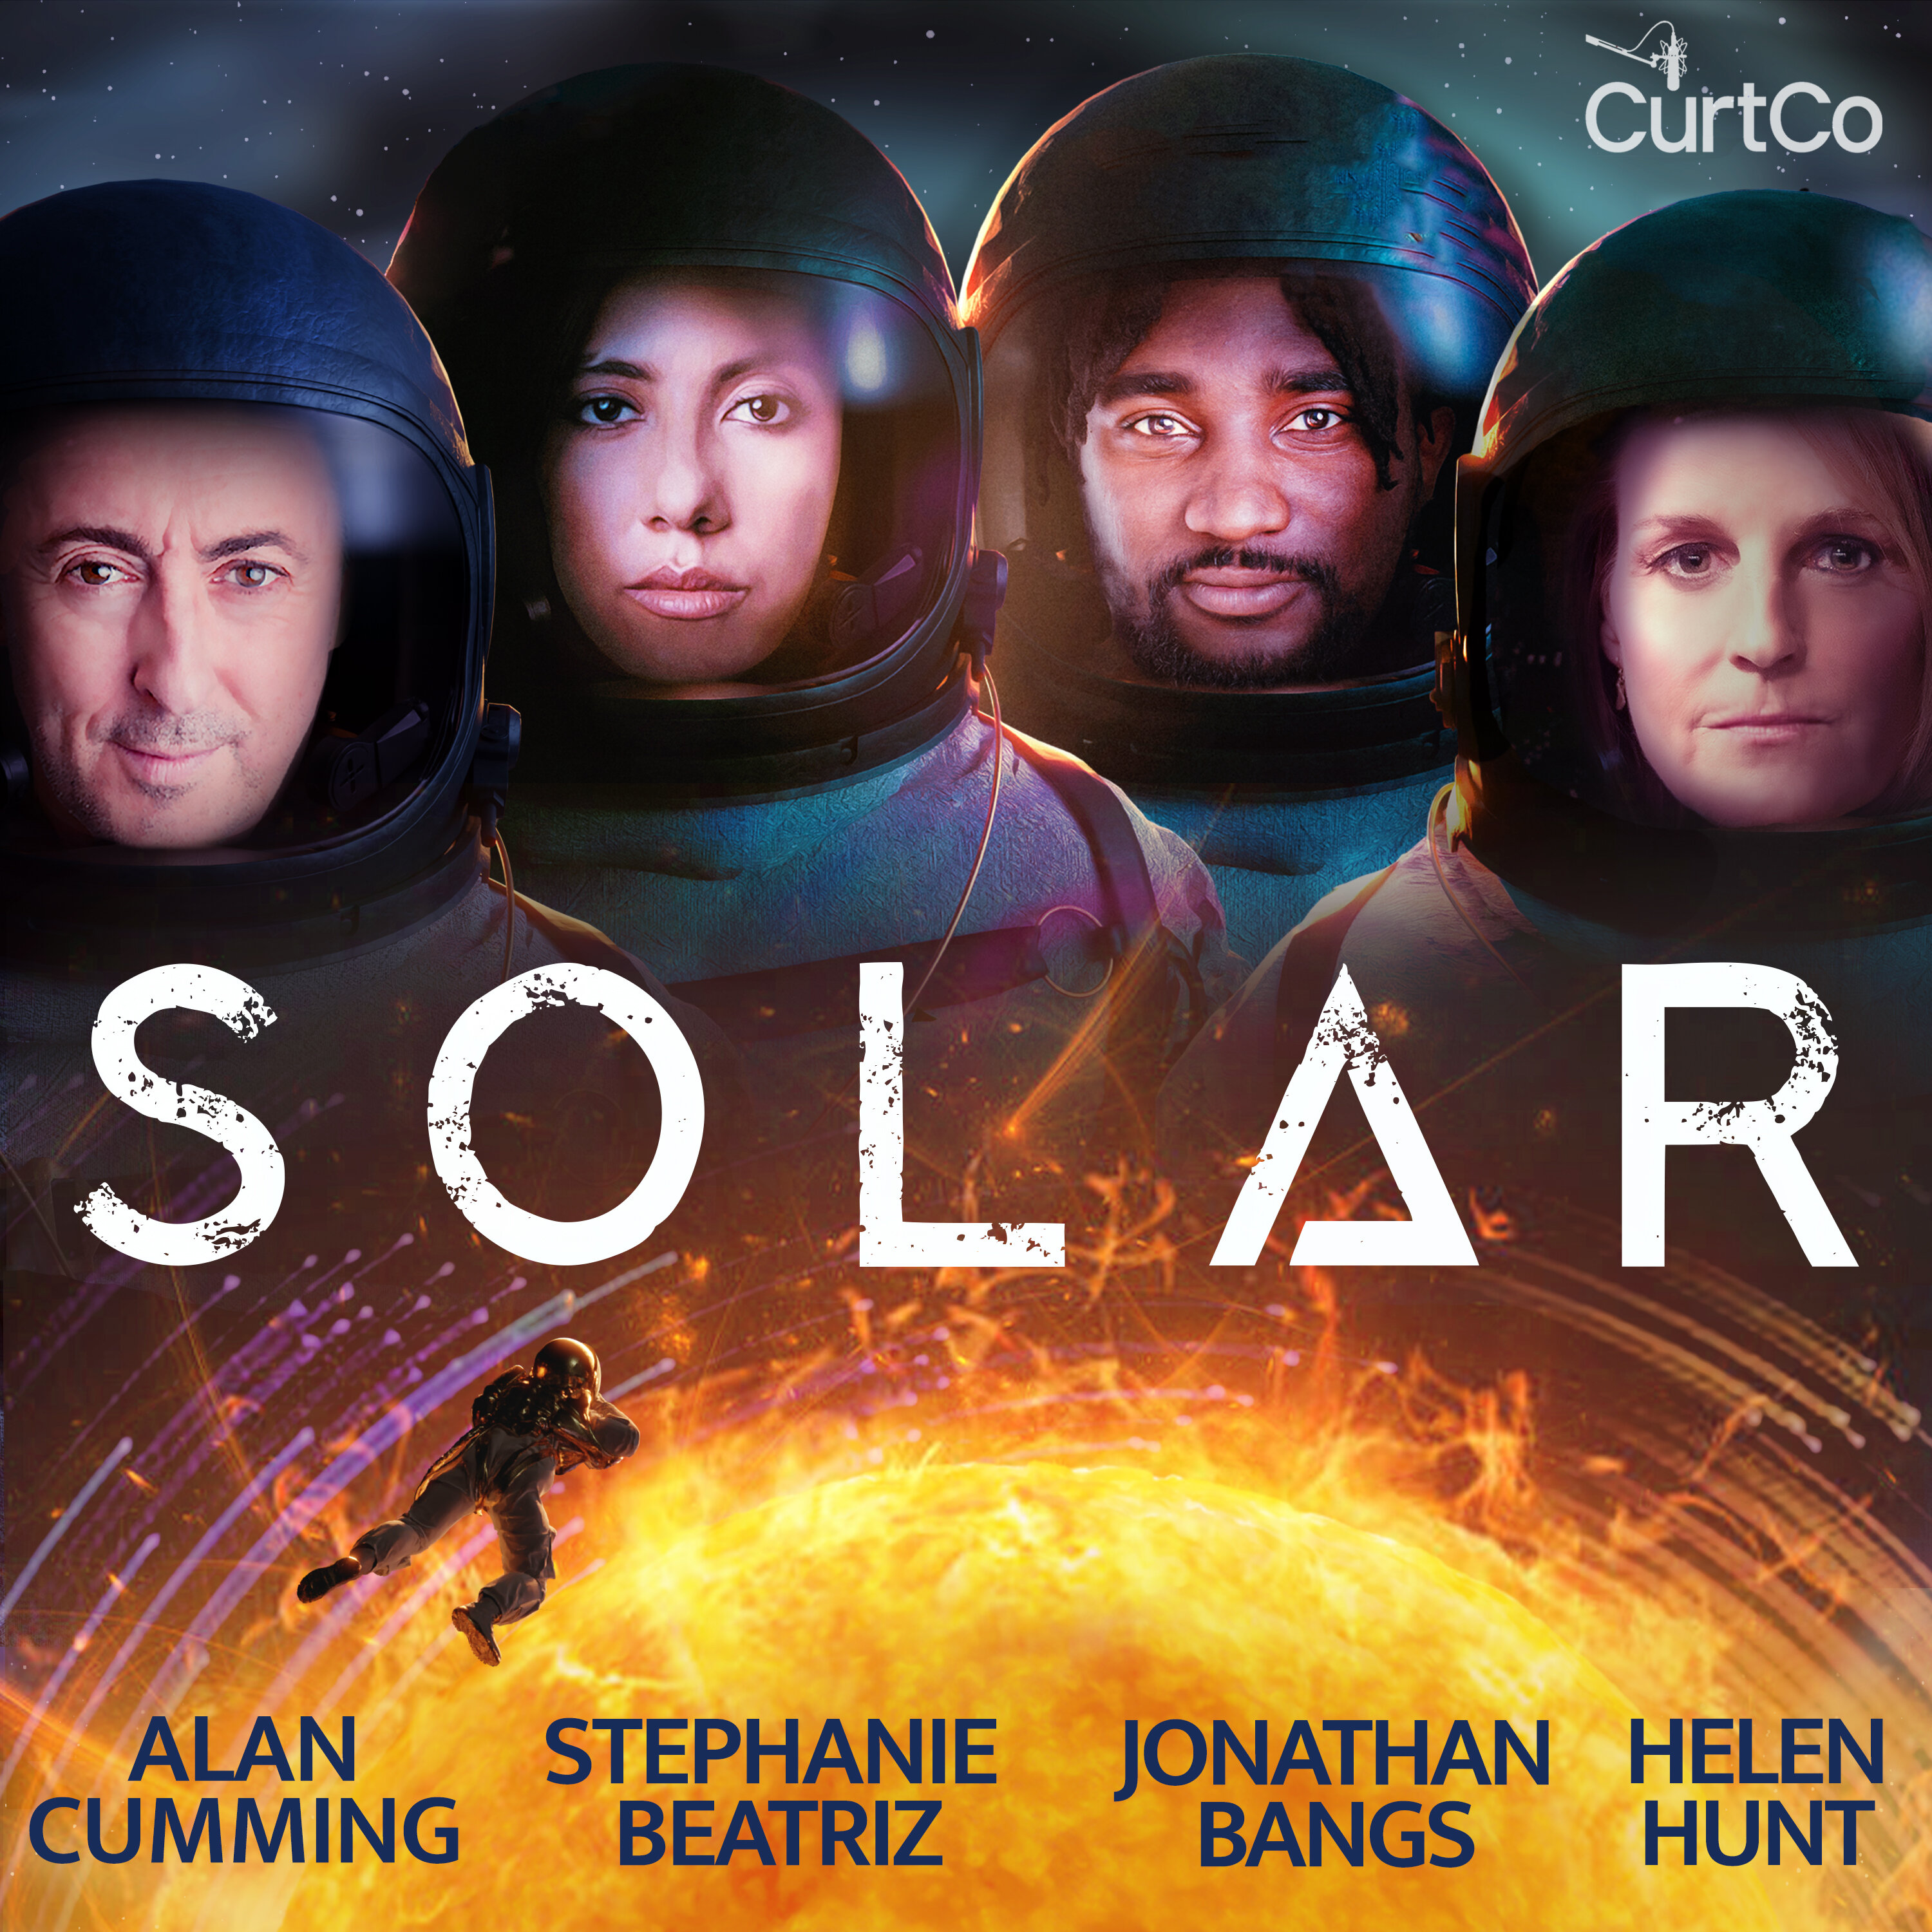 CurtCo
SOLAR
ALAN
CUMMING
STEPHANIE
BEATRIZ
JONATHAN
BANGS
HELEN
HUNT